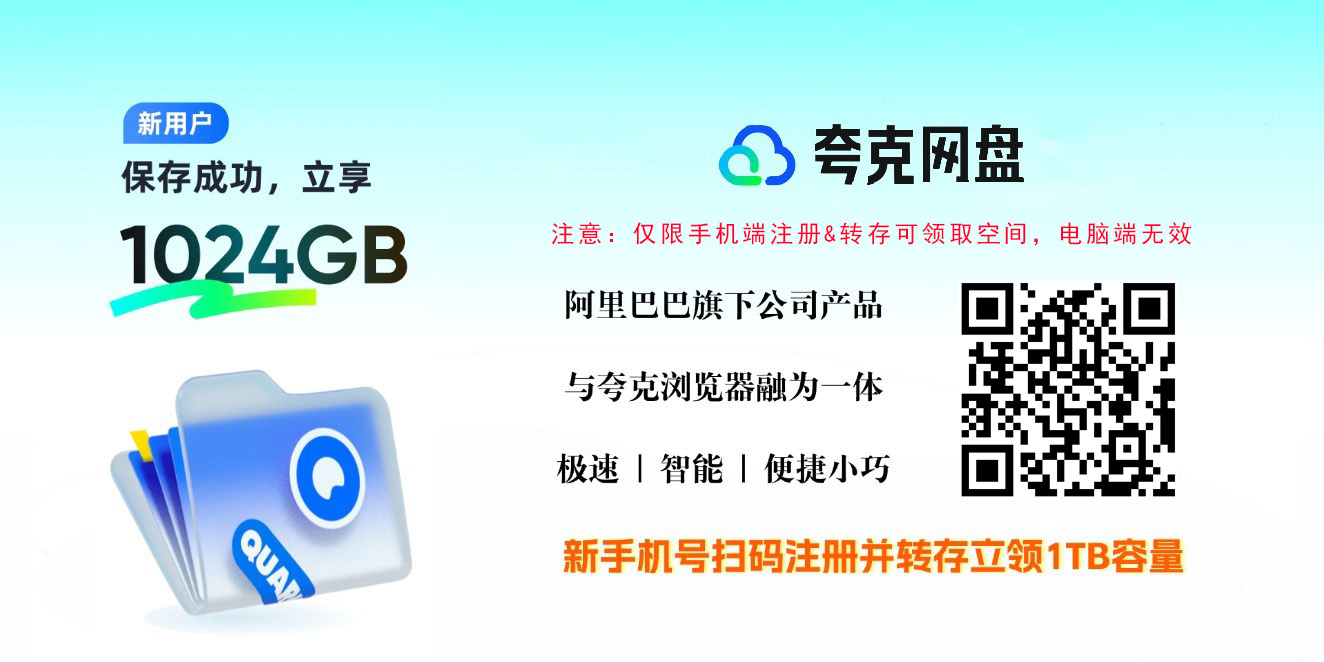 新用户
保存成功，立享
1024GB
QUARK
夸克网盘
注意：仅限手机端注册&转存可领取空间，电脑端无效
阿里巴巴旗下公司产品
与夸克浏览器融为一体
极速 | 智能 | 便捷小巧
新手机号扫码注册并转存立领1TB容量